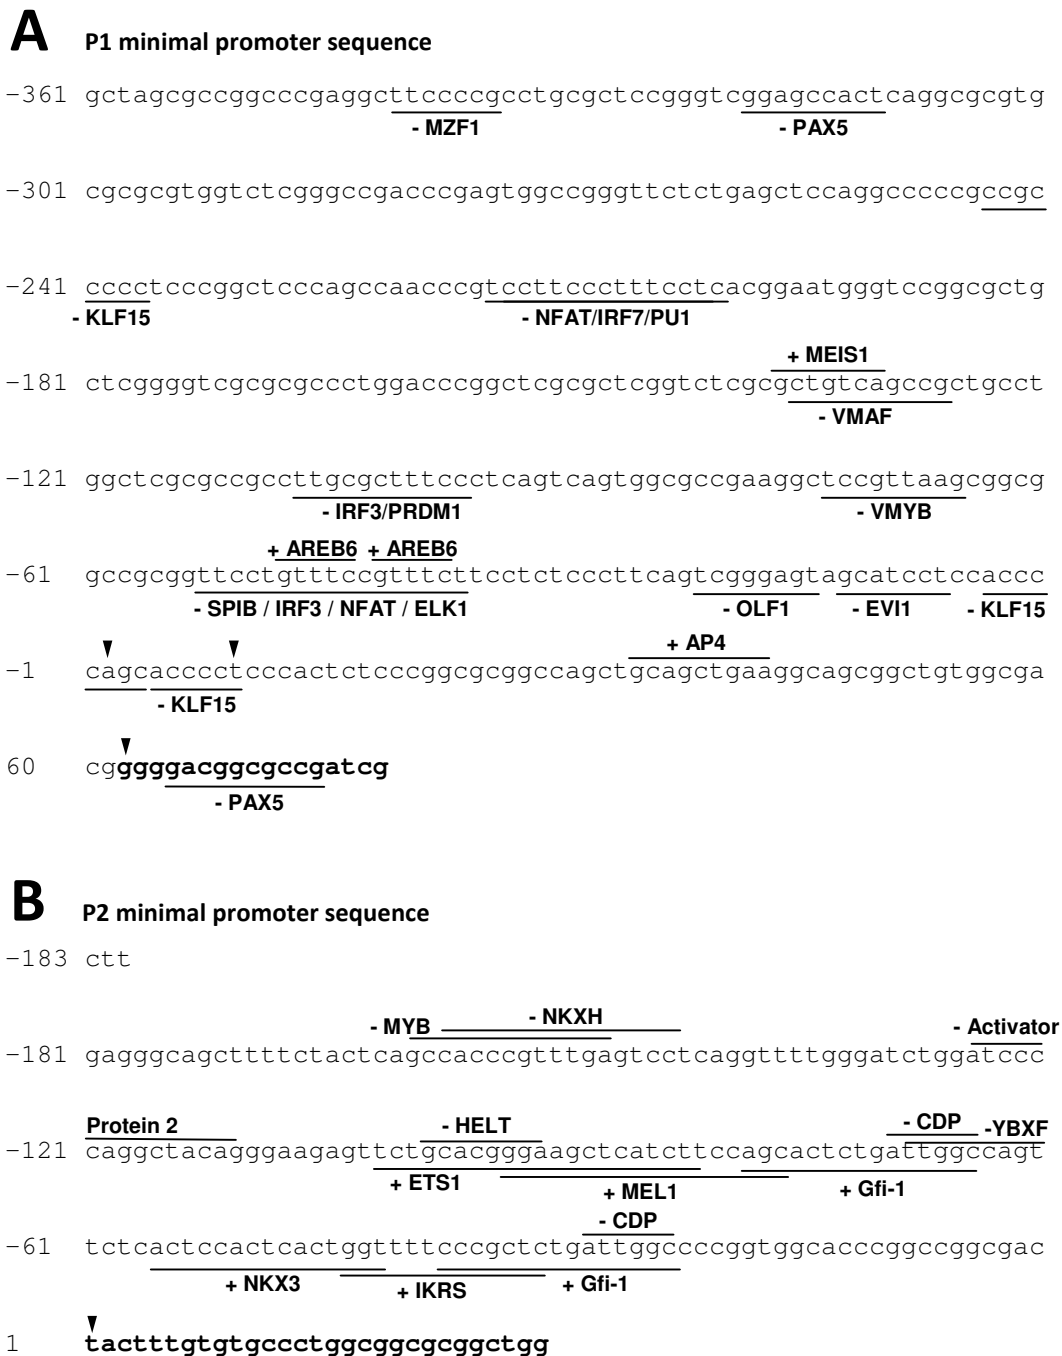 A P1 minimal promoter sequence
−361 gctagcgccggcccgaggcttccccgcctgcgctccgggtcggagccactcaggcgcgtg
- MZF1 - PAX5
−301 cgcgcgtggtctcgggccgacccgagtggccgggttctctgagctccaggcccccgccgc
−241 cccctcccggctcccagccaacccgtccttccctttcctcacggaatgggtccggcgctg
- KLF15 - NFAT/IRF7/PU1
+ MEIS1
−181 ctcggggtcgcgcgccctggacccggctcgcgctcggtctcgcgctgtcagccgctgcct
- VMAF
−121 ggctcgcgccgccttgcgctttccctcagtcagtggcgccgaaggctccgttaagcggcg
- IRF3/PRDM1 - VMYB
+ AREB6 + AREB6
−61 gccgcggttcctgtttccgtttcttcctctcccttcagtcgggagtagcatcctccaccc
- SPIB / IRF3 / NFAT / ELK1 - OLF1 - EVI1 - KLF15
+ AP4
−1 cagcacccctcccactctcccggcgcggccagctgcagctgaaggcagcggctgtggcga
- KLF15
60 cgggggacggcgccgatcg
- PAX5
B P2 minimal promoter sequence
−183 ctt
- MYB - NKXH - Activator
−181 gagggcagcttttctactcagccacccgtttgagtcctcaggttttgggatctggatccc
Protein 2 - HELT - CDP -YBXF
−121 caggctacagggaagagttctgcacgggaagctcatcttccagcactctgattggccagt
+ ETS1 + MEL1 + Gfi-1
- CDP
−61 tctcactccactcactggttttcccgctctgattggccccggtggcacccggccggcgac
+ NKX3 + IKRS + Gfi-1
1 tactttgtgtgccctggcggcgcggctgg